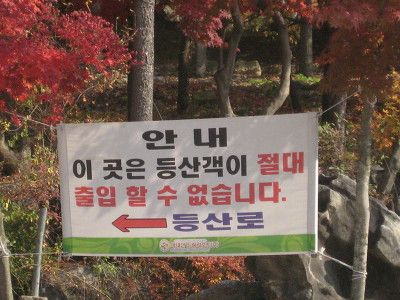 안 내
이 곳은 등산객이 절대
출입 할 수 없습니다.
등산로